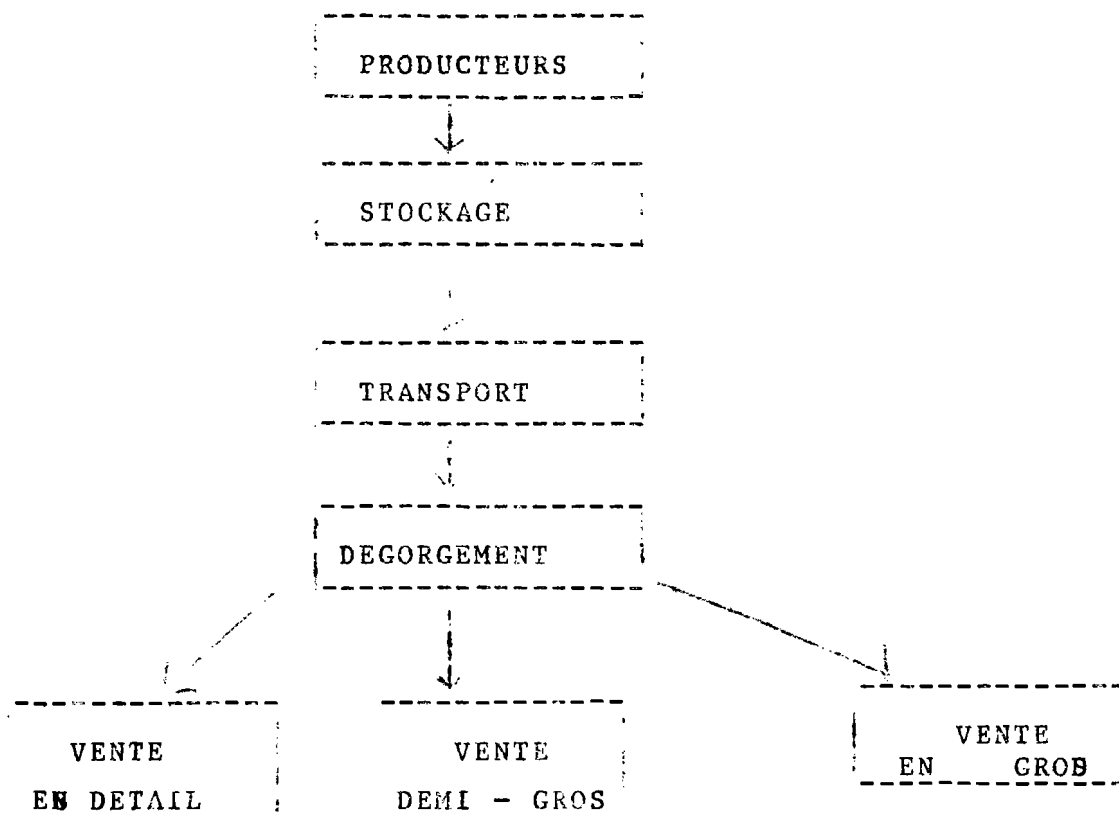 PRODUCTEURS
STOCKAGE
TRANSPORT
DEGORGEMENT
VENTE
EN DETAIL
VENTE
DEMI - GROS
VENTE
EN GROS